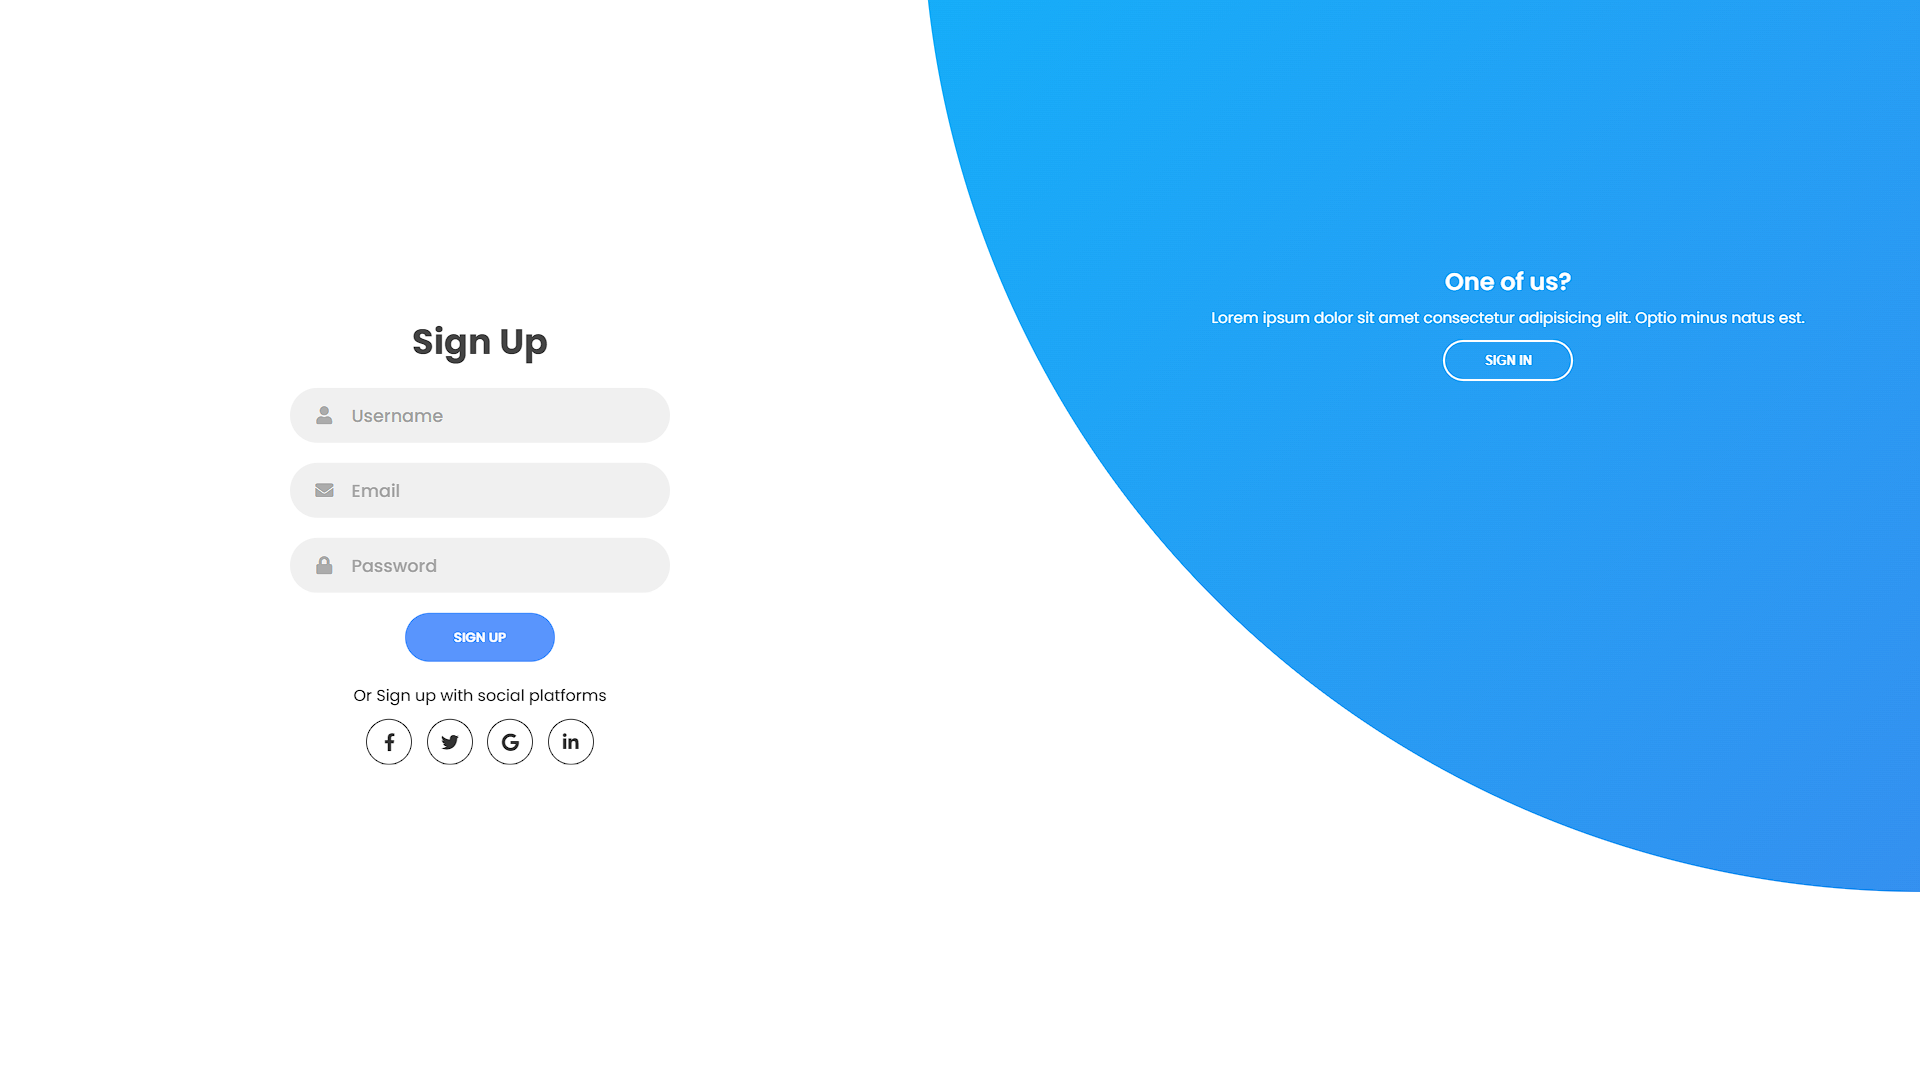 Sign Up
Username
Email
Password
SIGN UP
Or Sign up with social platforms
One of us?
Lorem ipsum dolor sit amet consectetur adipisicing elit. Optio minus natus est.
SIGN IN